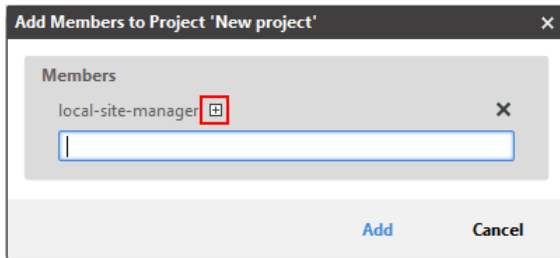 Add Members to Project 'New project'
Members
local-site-manager
Add Cancel